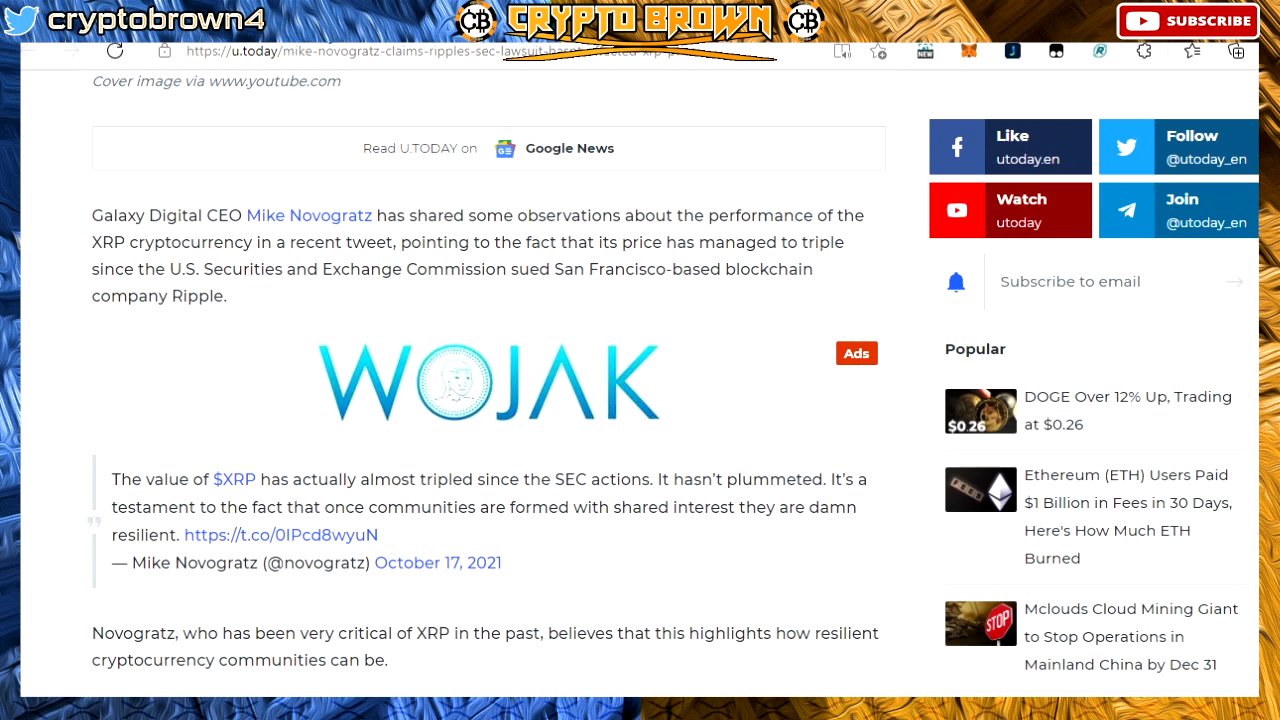 cryptobrown4
CB
CRYPTO BROWN
CB
SUBSCRIBE
https://u.today/mike-novogratz-claims-ripples-sec-lawsuit-hasnt
NEW
J
Cover image via www.youtube.com
Read U.TODAY on Google News
Like
utoday.en
Follow
@utoday_en
Watch
utoday
Join
@utoday_en
Subscribe to email
Galaxy Digital CEO Mike Novogratz has shared some observations about the performance of the
XRP cryptocurrency in a recent tweet, pointing to the fact that its price has managed to triple
since the U.S. Securities and Exchange Commission sued San Francisco-based blockchain
company Ripple.
WOJAK
Ads
The value of $XRP has actually almost tripled since the SEC actions. It hasn’t plummeted. It’s a
testament to the fact that once communities are formed with shared interest they are damn
resilient. https://t.co/0IPcd8wyuN
— Mike Novogratz (@novogratz) October 17, 2021
Novogratz, who has been very critical of XRP in the past, believes that this highlights how resilient
cryptocurrency communities can be.
Popular
$0.26
DOGE Over 12% Up, Trading
at $0.26
FEES
Ethereum (ETH) Users Paid
$1 Billion in Fees in 30 Days,
Here's How Much ETH
Burned
STOP
Mclouds Cloud Mining Giant
to Stop Operations in
Mainland China by Dec 31